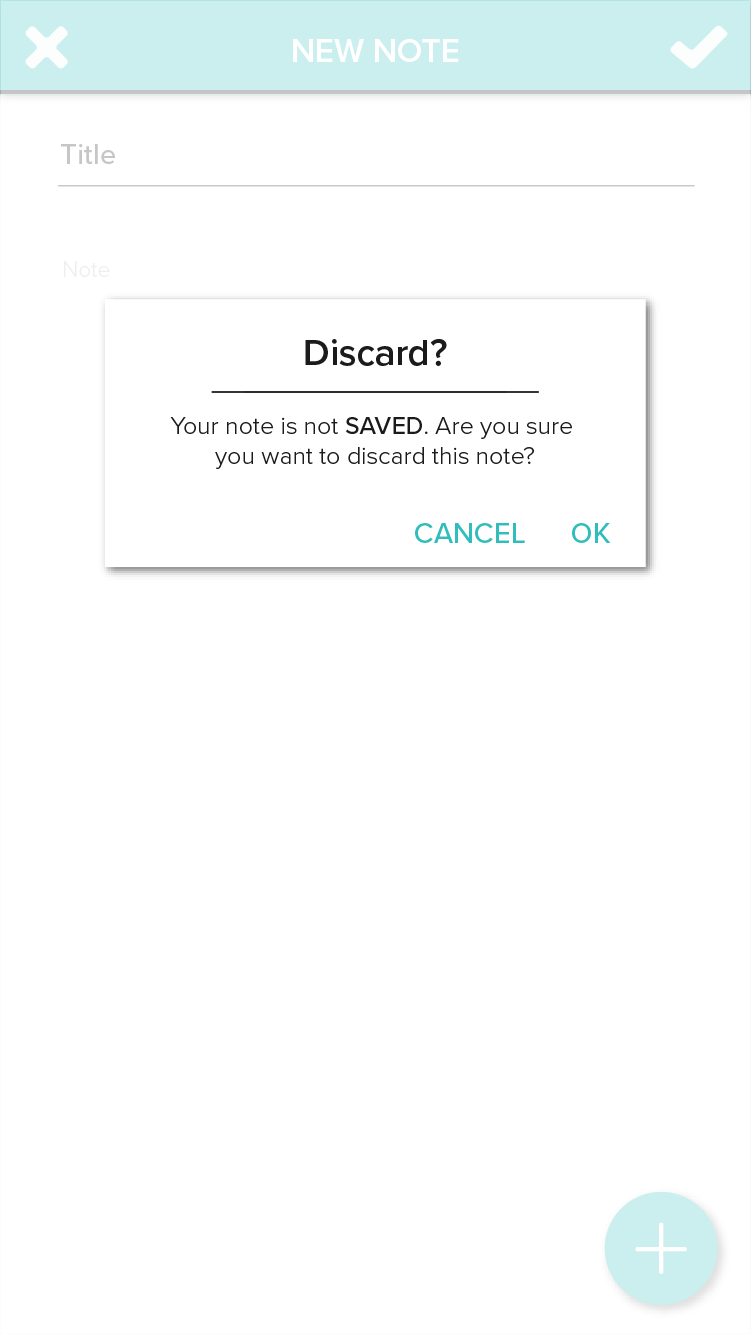 NEW NOTE
Title
Note
Discard?
Your note is not SAVED. Are you sure
you want to discard this note?
CANCEL OK